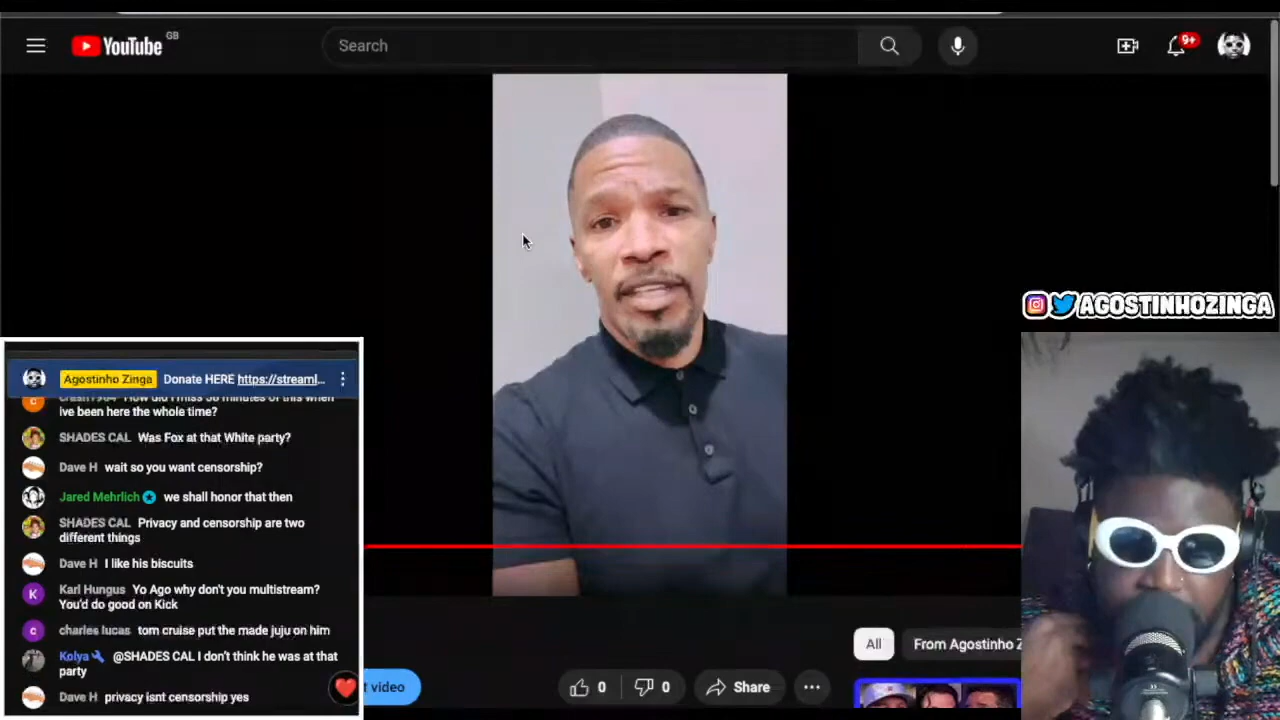 YouTube GB
Search
9+
AGOSTINHOZINGA
Agostinho Zinga Donate HERE https://streaml...
ive been here the whole time?
SHADES CAL Was Fox at that White party?
Dave H wait so you want censorship?
Jared Mehrlich we shall honor that then
SHADES CAL Privacy and censorship are two
different things
Dave H I like his biscuits
Karl Hungus Yo Ago why don't you multistream?
You'd do good on Kick
charles lucas tom cruise put the made juju on him
Kolya @SHADES CAL I don't think he was at that
party
Dave H privacy isnt censorship yes
t video
0
0
Share
All
From Agostinho Z